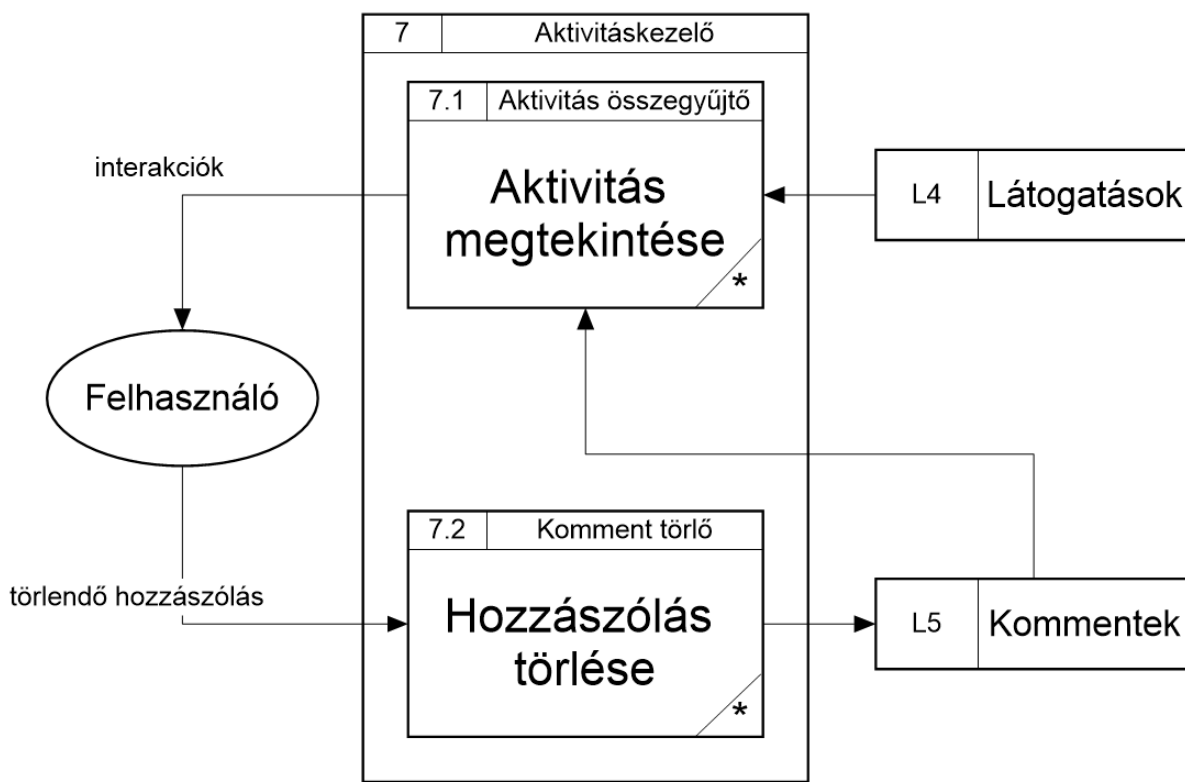 7 Aktivitáskezelő
7.1 Aktivitás összegyűjtő
Aktivitás
megtekintése
*
interakciók
L4 Látogatások
Felhasználó
7.2 Komment törlő
Hozzászólás
törlése
*
törlendő hozzászólás
L5 Kommentek